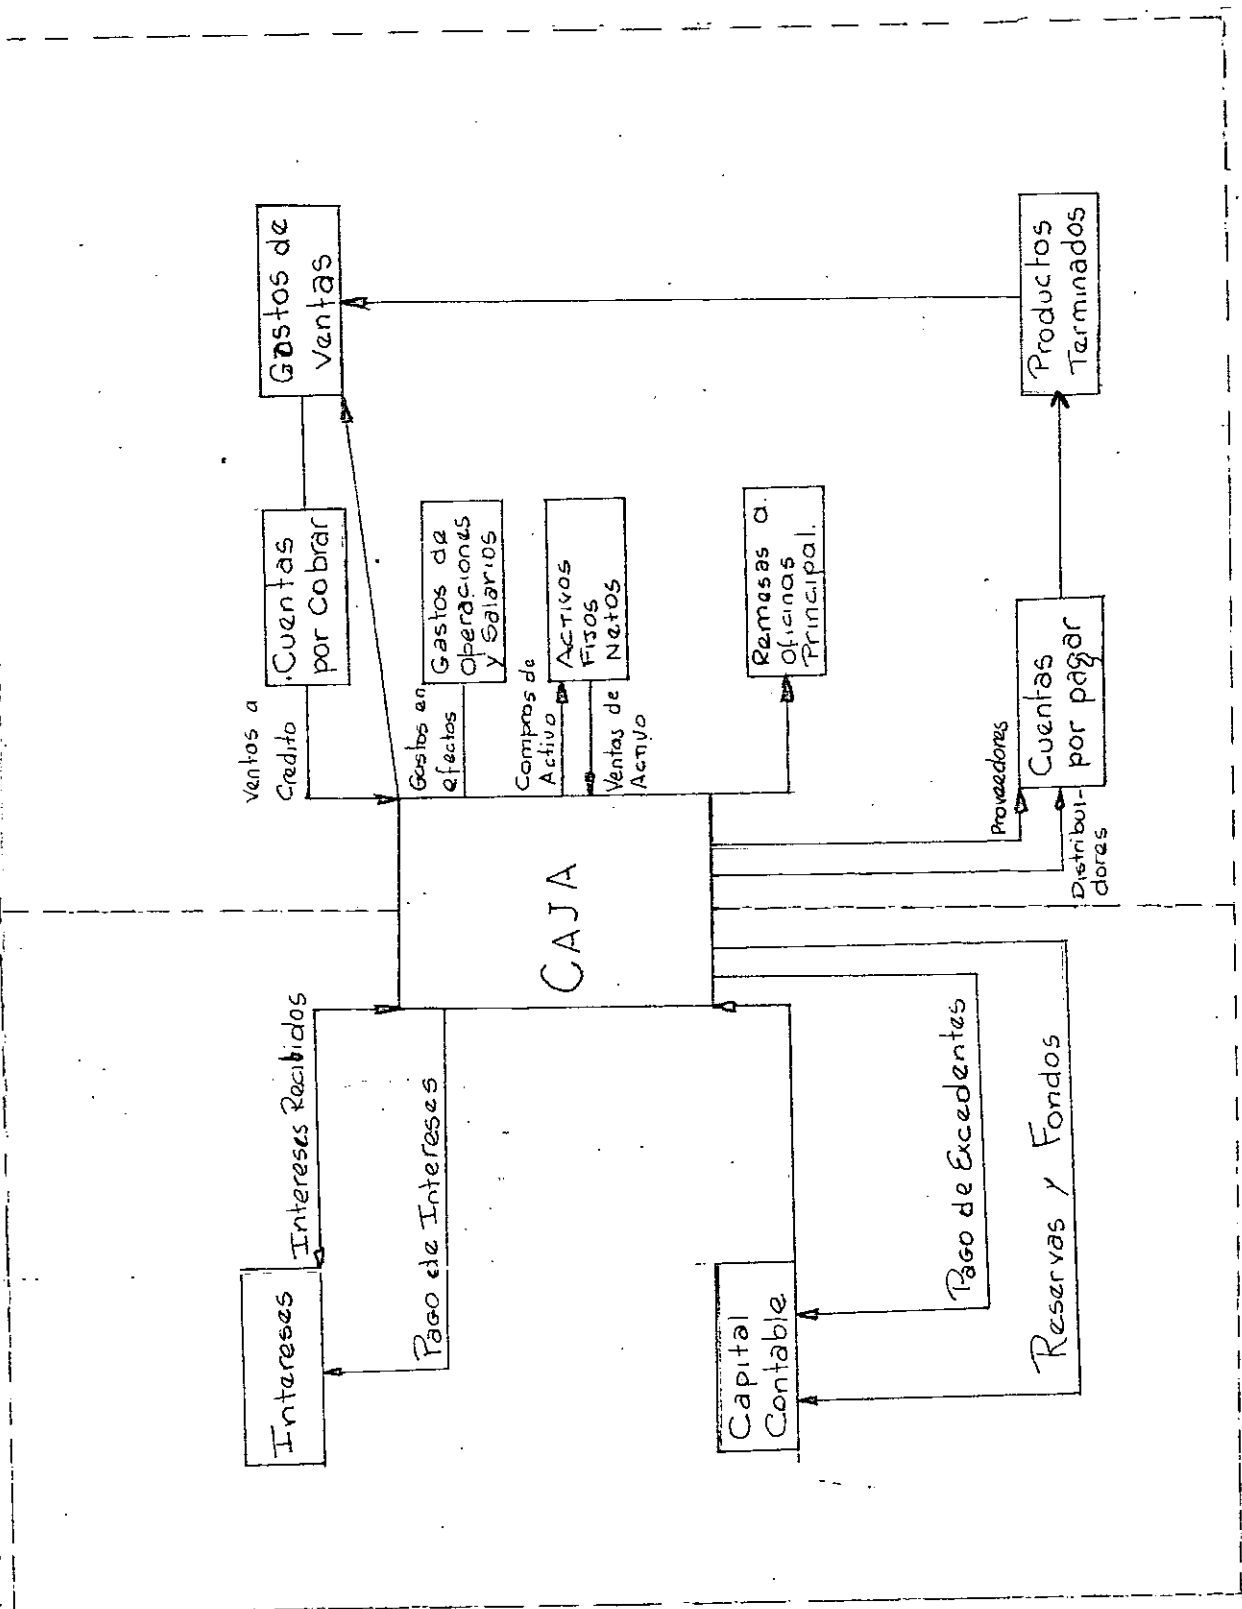 Intereses
Intereses Recibidos
Pago de Intereses
Capital
Contable
Pago de Excedentes
Reservas y Fondos
CAJA
Ventas a
Credito
.Cuentas
por Cobrar
Gastos de
Ventas
Gastos en
efectos
Gastos de
Operaciones
y Salarios
Compras de
Activo
Activos
Fijos
Netos
Ventas de
Activo
Remesas a.
Oficinas
Principal.
Proveedores
Distribui-
dores
Cuentas
por pagar
Productos
Terminados